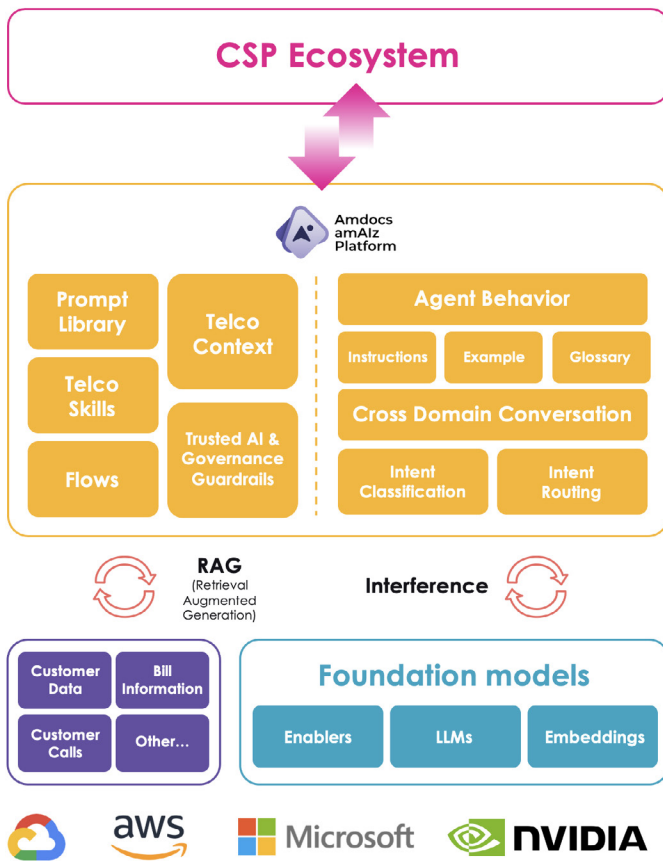 CSP Ecosystem
Amdocs
amAIz
Platform
Prompt
Library
Telco
Skills
Flows
Telco
Context
Trusted AI &
Governance
Guardrails
Agent Behavior
Instructions
Example
Glossary
Cross Domain Conversation
Intent
Classification
Intent
Routing
RAG
(Retrieval
Augmented
Generation)
Interference
Customer
Data
Bill
Information
Customer
Calls
Other...
Foundation models
Enablers
LLMs
Embeddings
aws
Microsoft
NVIDIA